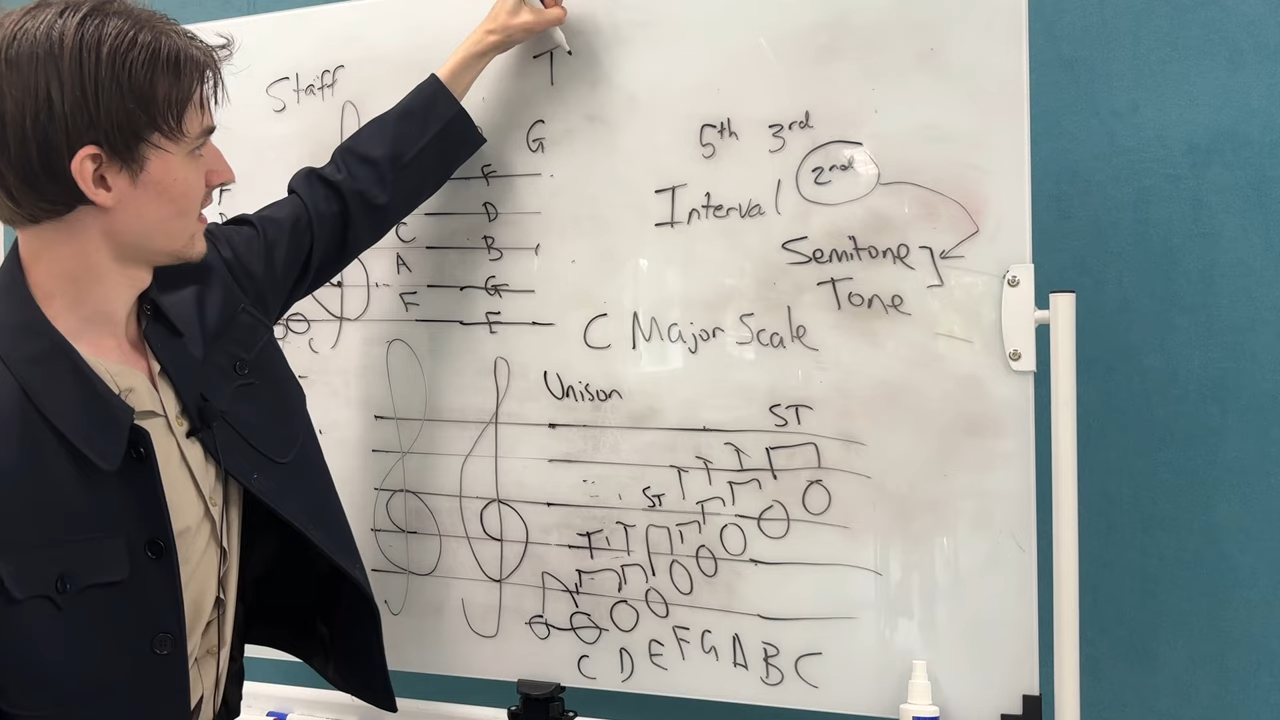 Staff
T
G
5th 3rd
2nd
F
F
Interval
D
C
B
Semitone
A
G
Tone
F
E
C Major Scale
Unison
ST
T T T
ST
T T
C D E F G A B C